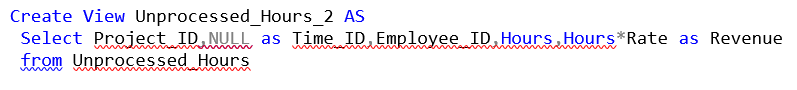 Create View Unprocessed_Hours_2 AS
Select Project_ID,NULL as Time_ID,Employee_ID,Hours,Hours*Rate as Revenue
from Unprocessed_Hours